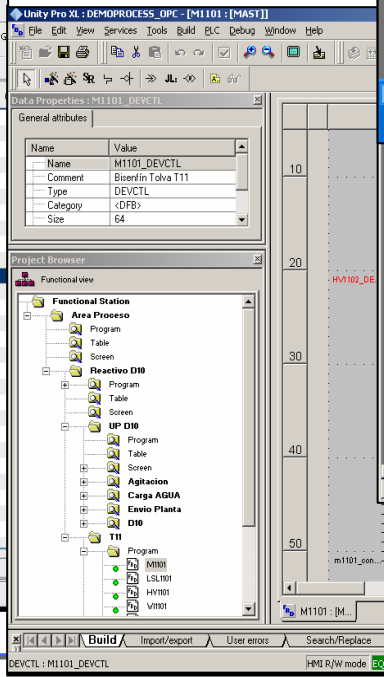 Unity Pro XL : DEMOPROCESS_OPC - [M1101 : [MAST]]
File Edit View Services Tools Build PLC Debug Window Help
Data Properties : M1101_DEVCTL
General attributes
Name Value
Name M1101_DEVCTL
Comment Bisenfín Tolva T11
Type DEVCTL
Category <DFB>
Size 64
Project Browser
Functional view
Functional Station
Area Proceso
Program
Table
Screen
Reactivo D10
Program
Table
Screen
UP D10
Program
Table
Screen
Agitacion
Carga AGUA
Envio Planta
D10
T11
Program
M1101
LSL1101
HV1101
VI1101
10
20
HV1102_DE
30
40
50
m1101_con...
M1101 : [M...
Build Import/export User errors Search/Replace
DEVCTL : M1101_DEVCTL
HMI R/W mode EQ